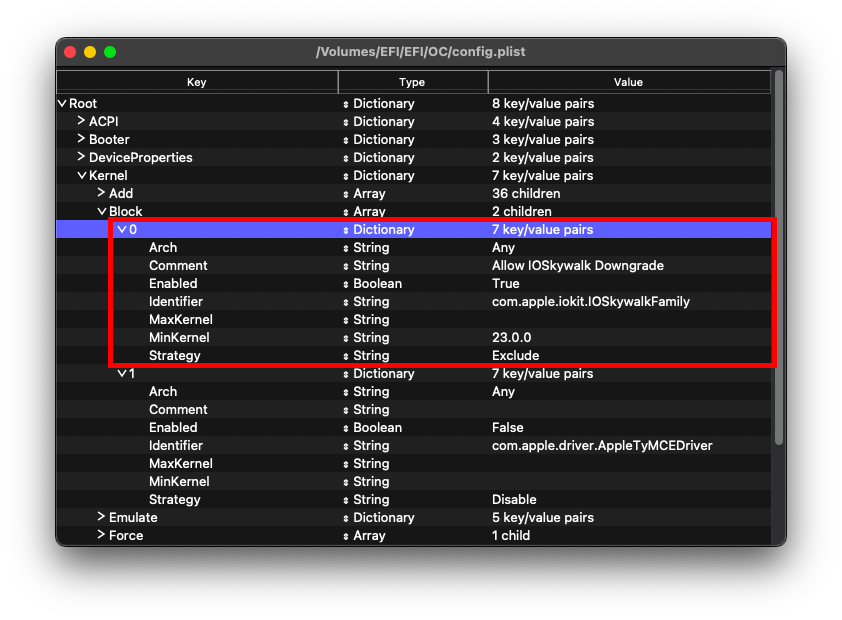 /Volumes/EFI/EFI/OC/config.plist
Key Type Value
Root Dictionary 8 key/value pairs
ACPI Dictionary 4 key/value pairs
Booter Dictionary 3 key/value pairs
DeviceProperties Dictionary 2 key/value pairs
Kernel Dictionary 7 key/value pairs
Add Array 36 children
Block Array 2 children
0 Dictionary 7 key/value pairs
Arch String Any
Comment String Allow IOSkywalk Downgrade
Enabled Boolean True
Identifier String com.apple.iokit.IOSkywalkFamily
MaxKernel String
MinKernel String 23.0.0
Strategy String Exclude
1 Dictionary 7 key/value pairs
Arch String Any
Comment String
Enabled Boolean False
Identifier String com.apple.driver.AppleTyMCEDriver
MaxKernel String
MinKernel String
Strategy String Disable
Emulate Dictionary 5 key/value pairs
Force Array 1 child